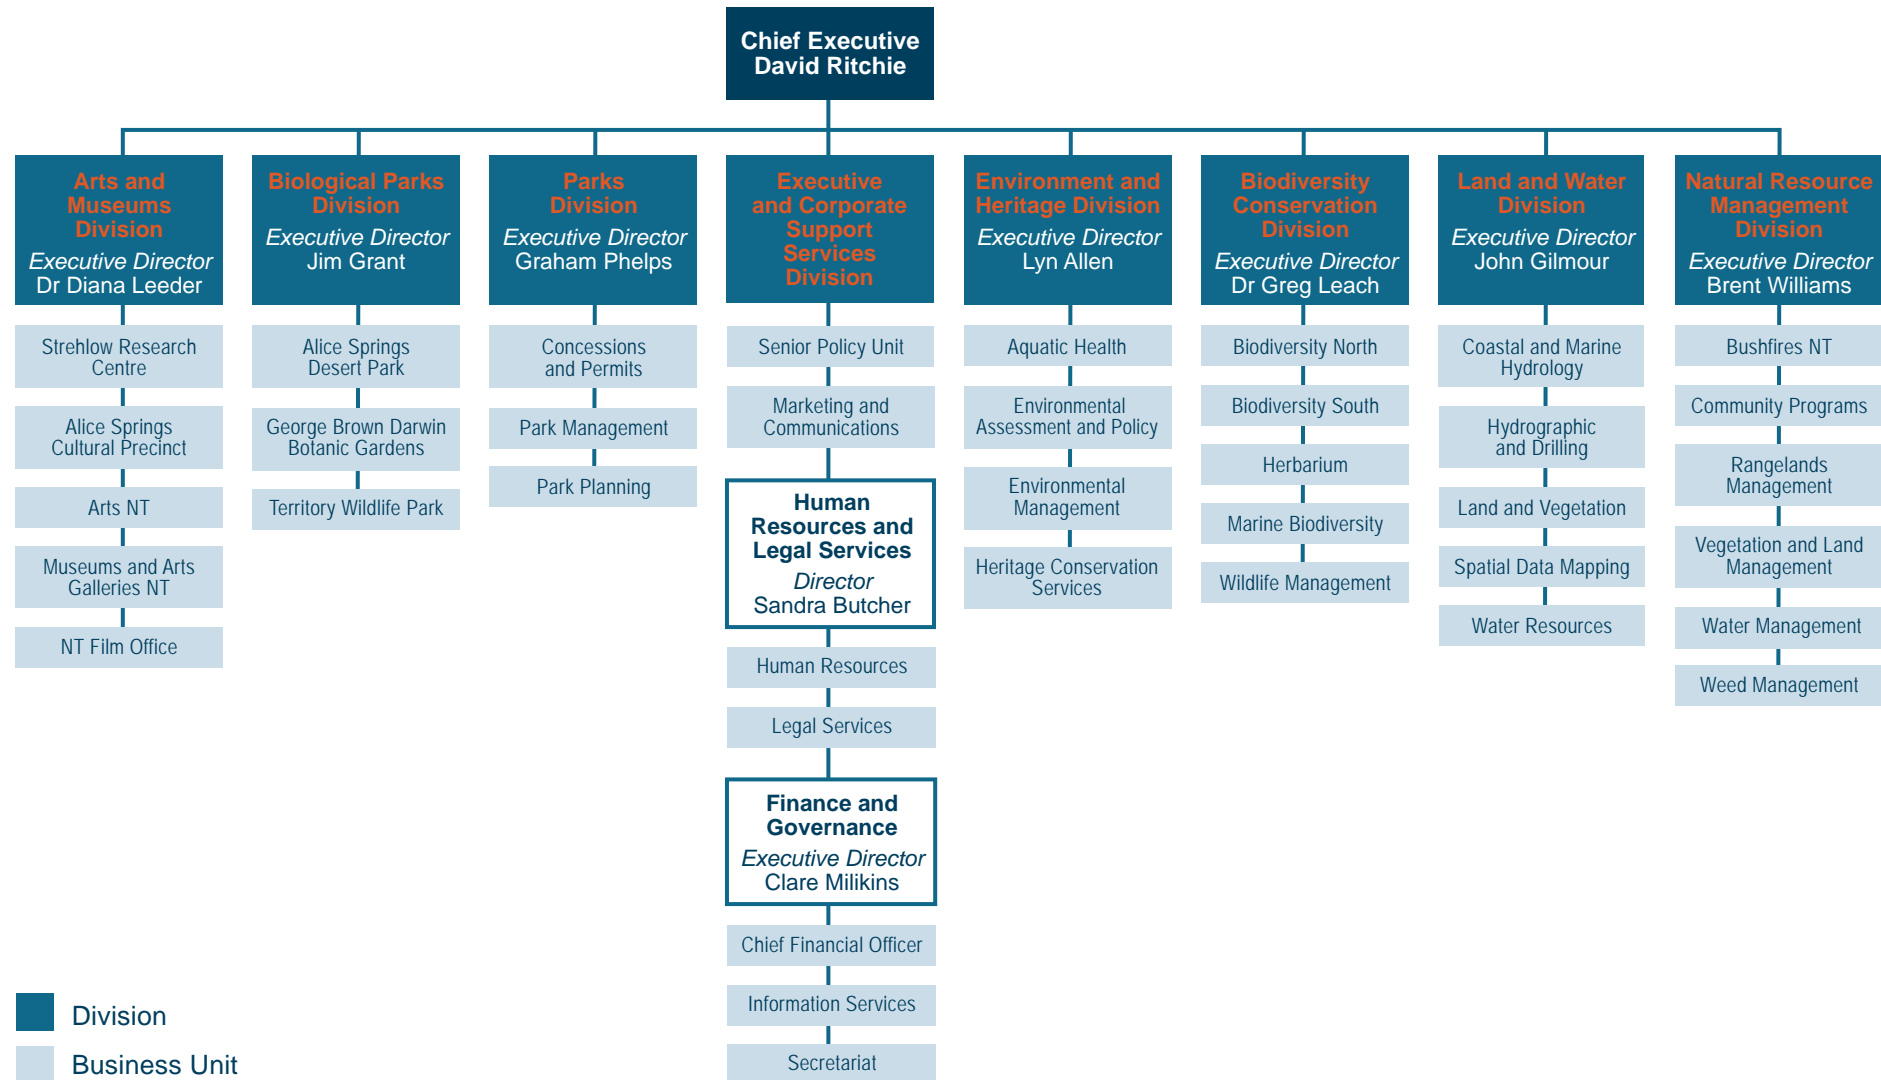 Chief Executive
David Ritchie
Arts and
Museums
Division
Executive Director
Dr Diana Leeder
Strehlow Research
Centre
Alice Springs
Cultural Precinct
Arts NT
Museums and Arts
Galleries NT
NT Film Office
Biological Parks
Division
Executive Director
Jim Grant
Alice Springs
Desert Park
George Brown Darwin
Botanic Gardens
Territory Wildlife Park
Parks
Division
Executive Director
Graham Phelps
Concessions
and Permits
Park Management
Park Planning
Executive
and Corporate
Support
Services
Division
Senior Policy Unit
Marketing and
Communications
Human
Resources and
Legal Services
Director
Sandra Butcher
Human Resources
Legal Services
Finance and
Governance
Executive Director
Clare Milikins
Chief Financial Officer
Information Services
Secretariat
Environment and
Heritage Division
Executive Director
Lyn Allen
Aquatic Health
Environmental
Assessment and Policy
Environmental
Management
Heritage Conservation
Services
Biodiversity
Conservation
Division
Executive Director
Dr Greg Leach
Biodiversity North
Biodiversity South
Herbarium
Marine Biodiversity
Wildlife Management
Land and Water
Division
Executive Director
John Gilmour
Coastal and Marine
Hydrology
Hydrographic
and Drilling
Land and Vegetation
Spatial Data Mapping
Water Resources
Natural Resource
Management
Division
Executive Director
Brent Williams
Bushfires NT
Community Programs
Rangelands
Management
Vegetation and Land
Management
Water Management
Weed Management
Division
Business Unit